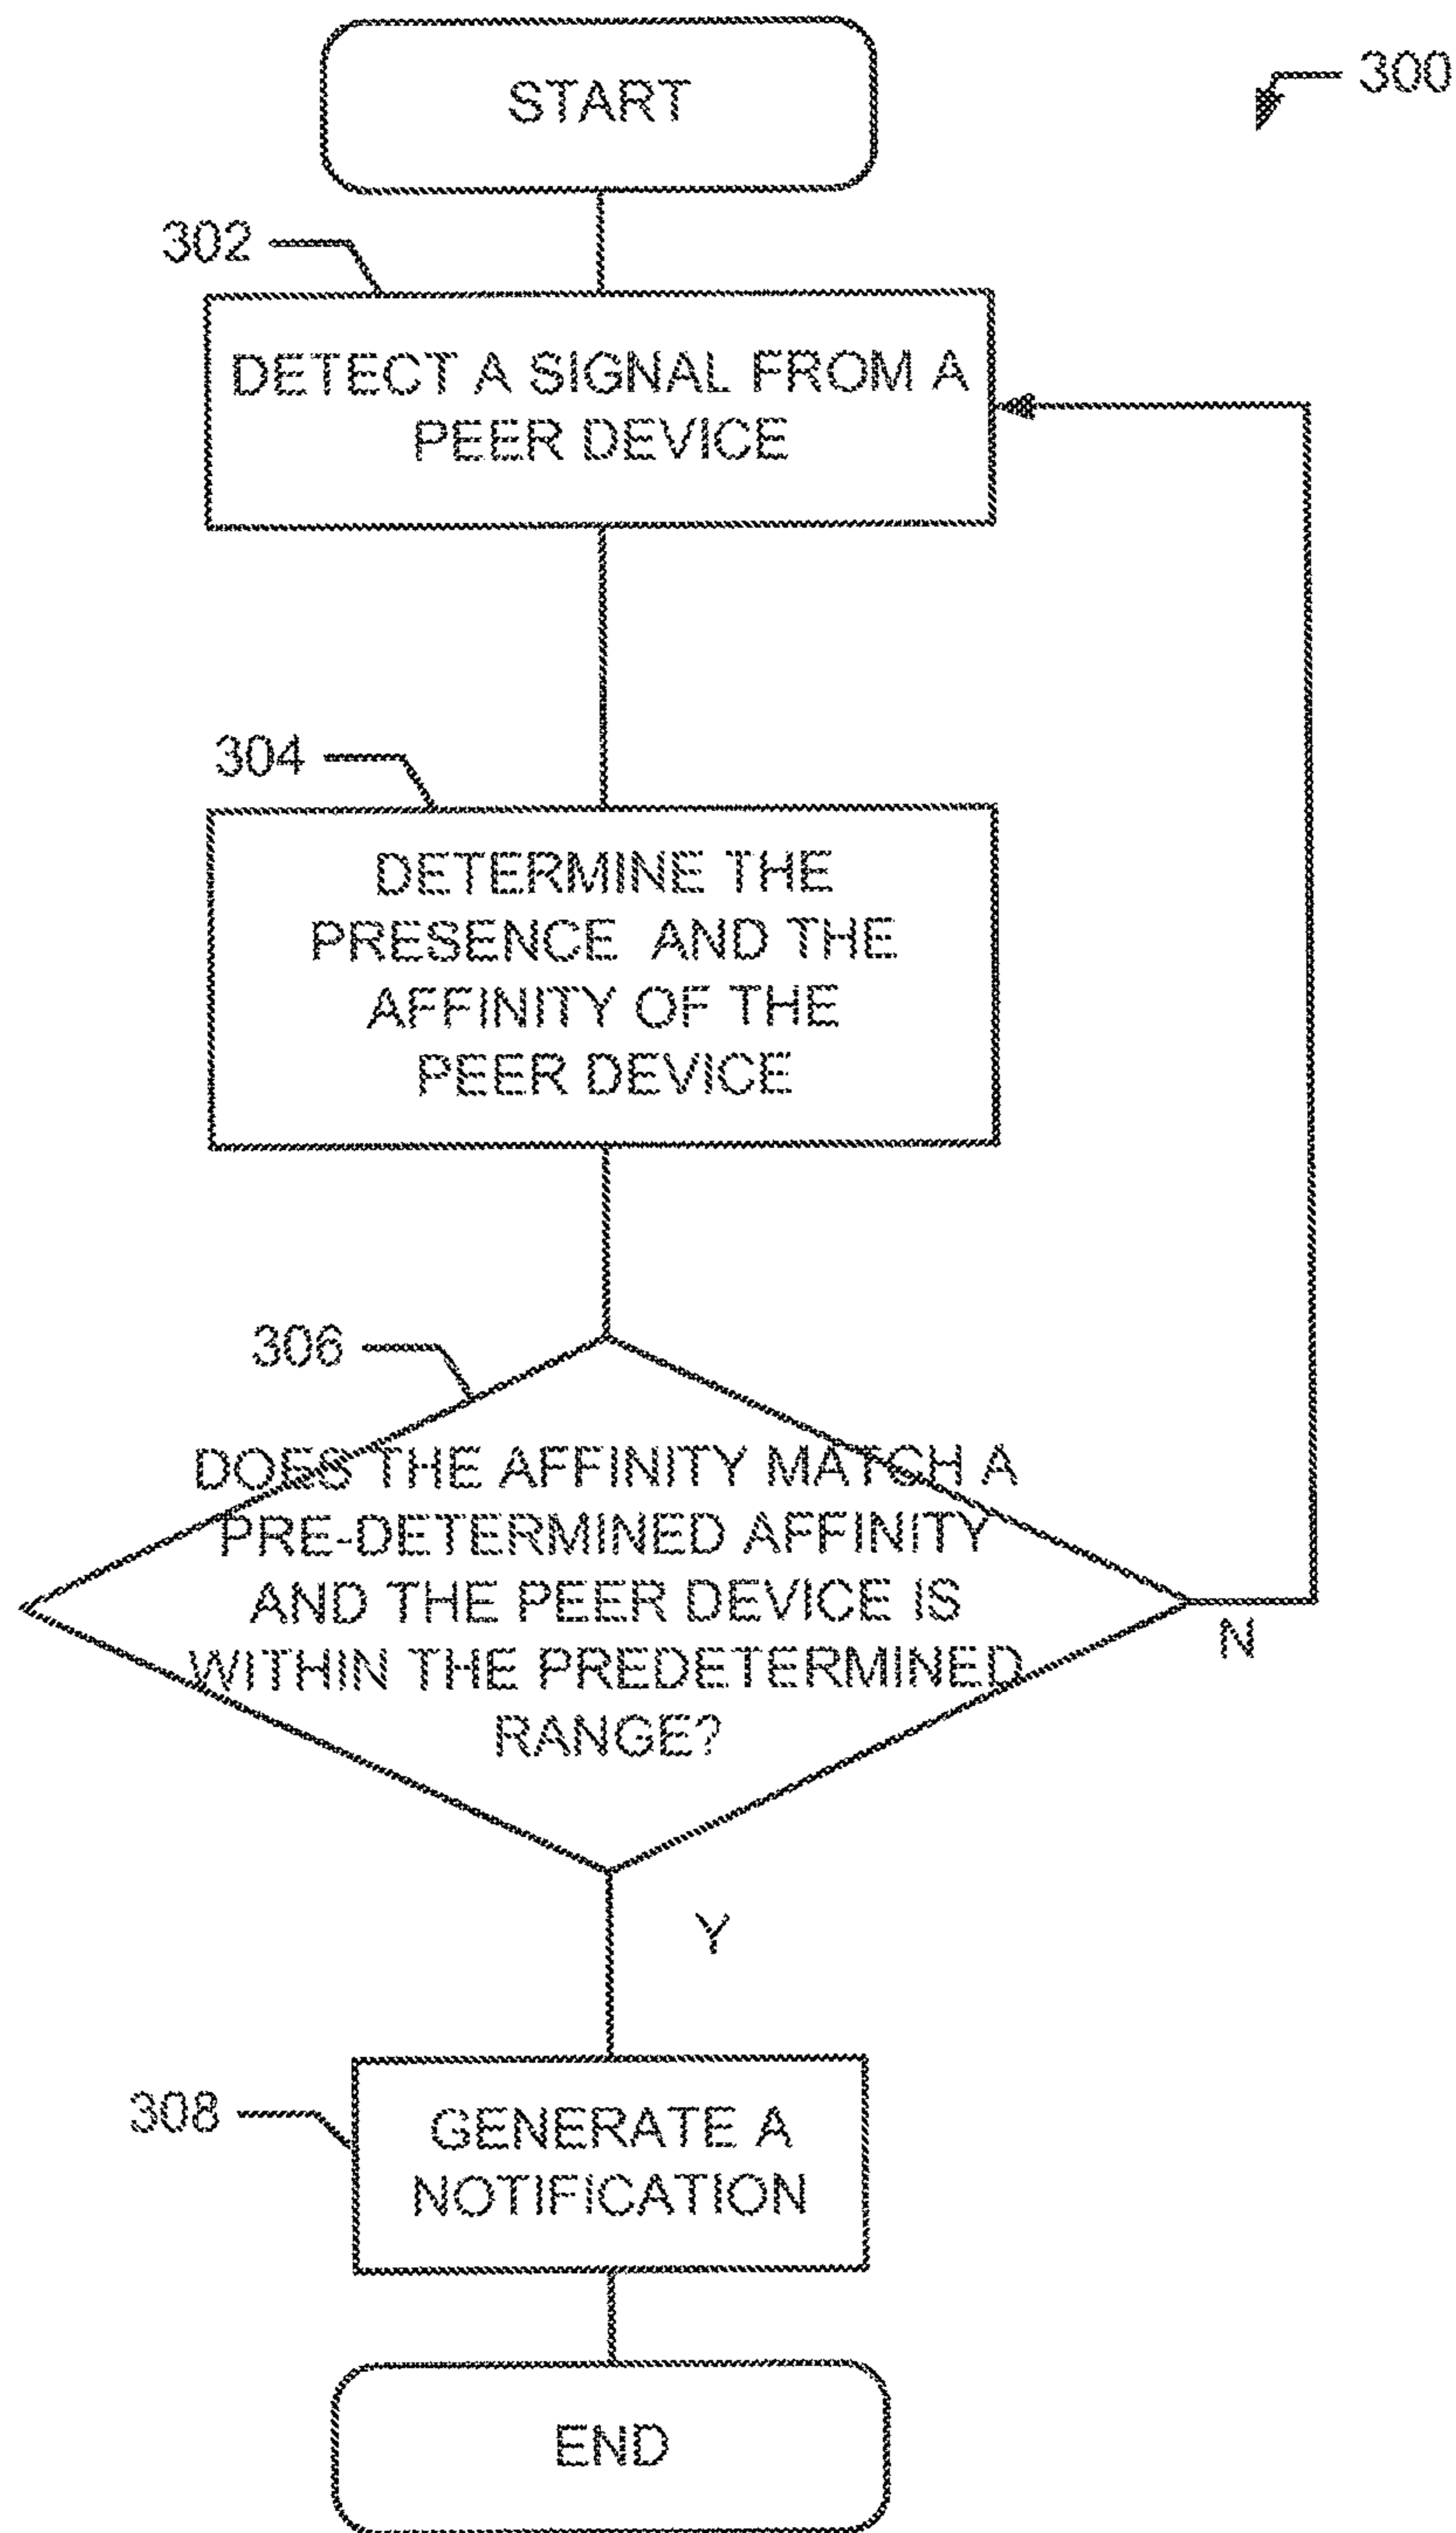 START
300
302
DETECT A SIGNAL FROM A
PEER DEVICE
304
DETERMINE THE
PRESENCE AND THE
AFFINITY OF THE
PEER DEVICE
306
DOES THE AFFINITY MATCH A
PRE-DETERMINED AFFINITY
AND THE PEER DEVICE IS
WITHIN THE PREDETERMINED
RANGE?
N
Y
308
GENERATE A
NOTIFICATION
END